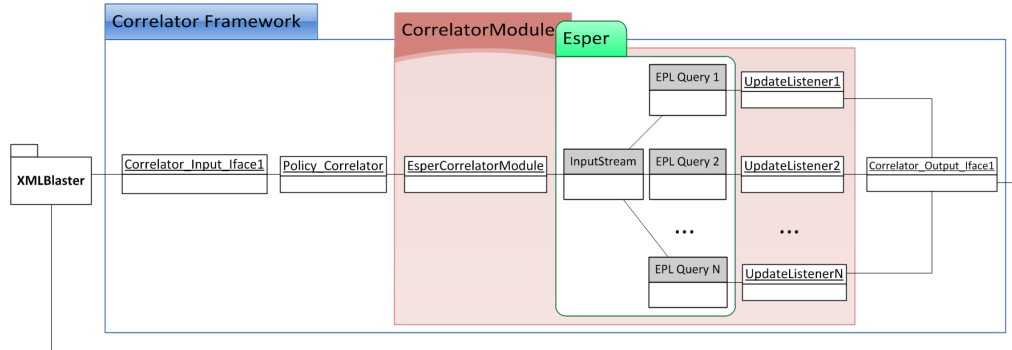 Correlator Framework
CorrelatorModule
Esper
EPL Query 1
UpdateListener1
XMLBlaster
Correlator_Input_Iface1
Policy_Correlator
EsperCorrelatorModule
InputStream
EPL Query 2
UpdateListener2
Correlator_Output_Iface1
...
...
EPL Query N
UpdateListenerN